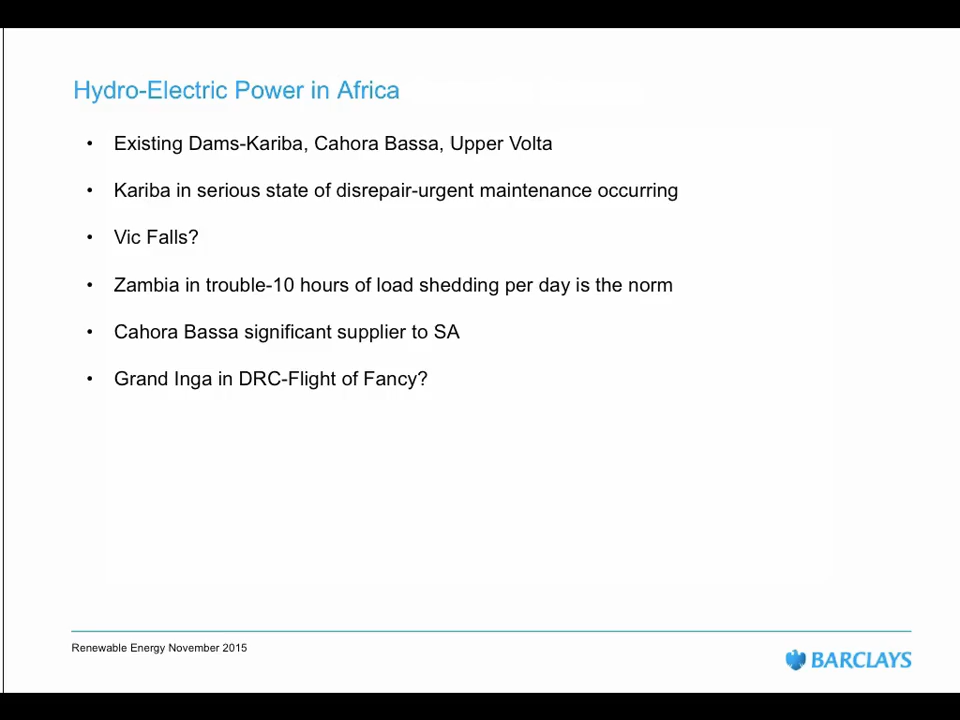 Hydro-Electric Power in Africa
• Existing Dams-Kariba, Cahora Bassa, Upper Volta
• Kariba in serious state of disrepair-urgent maintenance occurring
• Vic Falls?
• Zambia in trouble-10 hours of load shedding per day is the norm
• Cahora Bassa significant supplier to SA
• Grand Inga in DRC-Flight of Fancy?
Renewable Energy November 2015
BARCLAYS